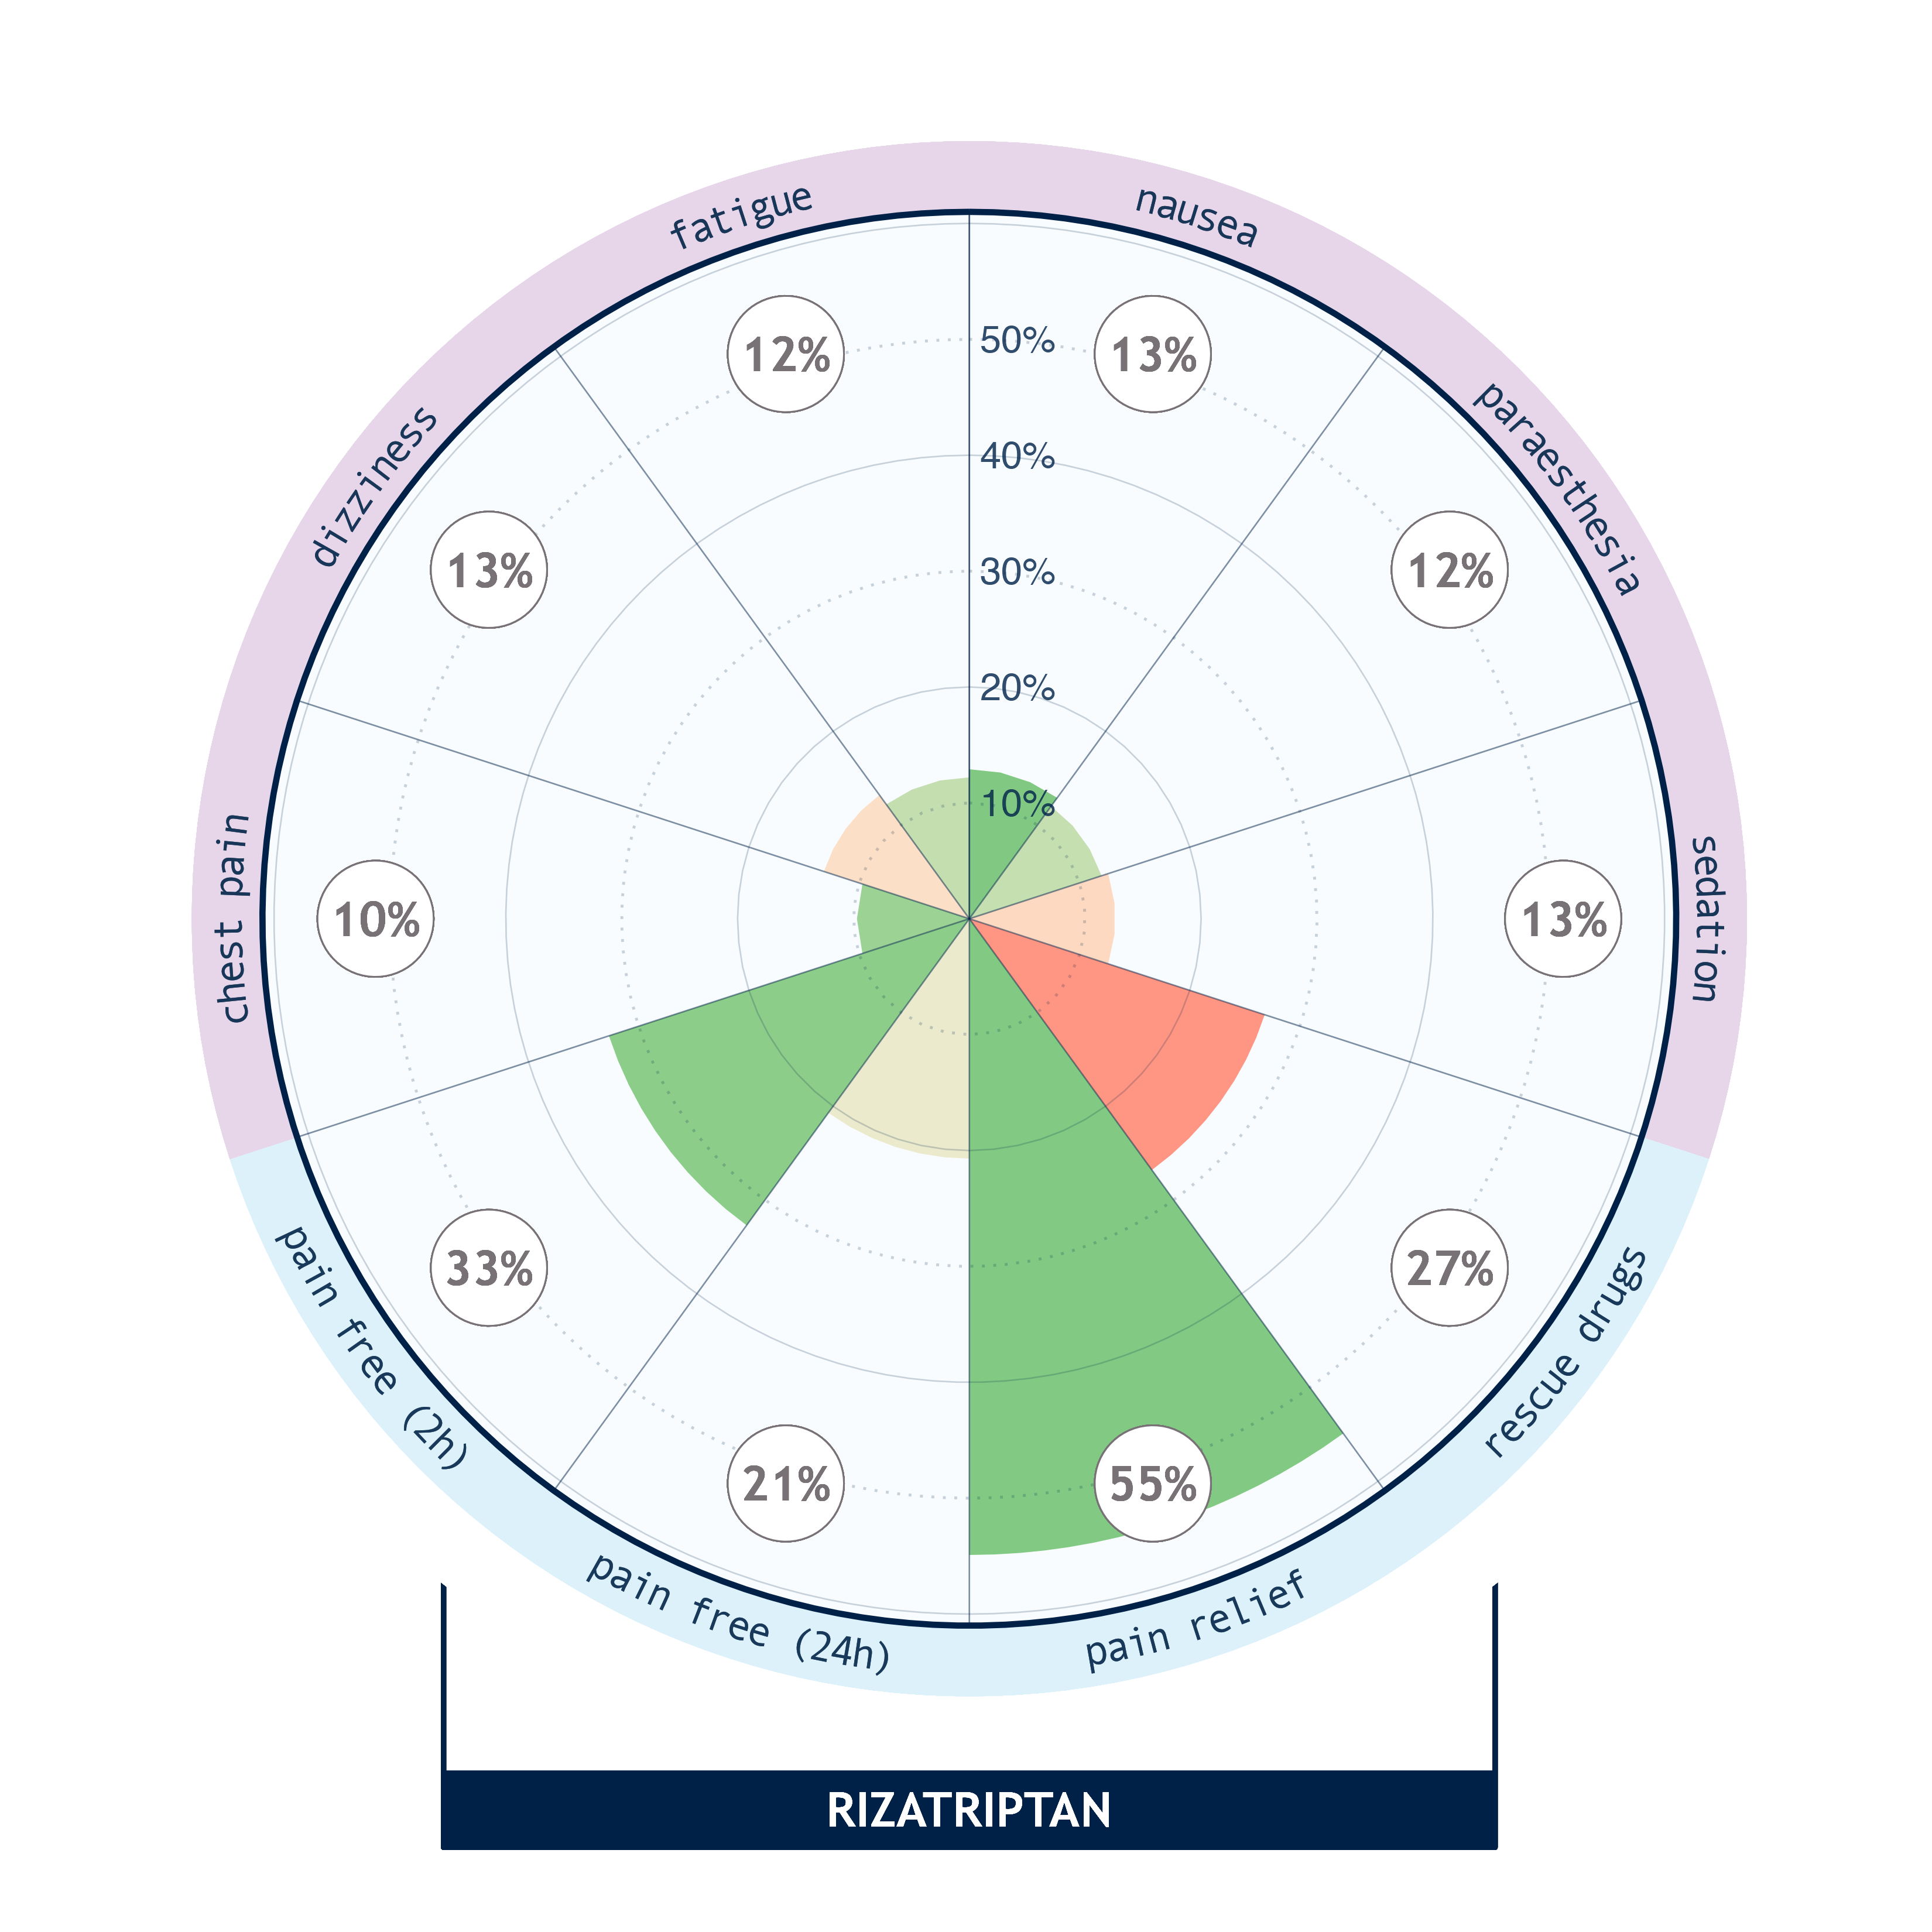 fatigue
nausea
12%
50%
13%
dizziness
paraesthesia
40%
13%
30%
12%
20%
10%
chest pain
10%
13%
sedation
33%
27%
pain free (2h)
rescue drugs
21%
55%
pain free (24h)
pain relief
RIZATRIPTAN